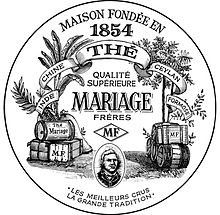 MAISON FONDÉE EN
1854
THÉ
CHINE
CEYLAN
INDE
FORMOSE
QUALITÉ
SUPÉRIEURE
MARIAGE
FRÈRES
MF
Thé
Mariage
M.F
•LES MEILLEURS CRUS
LA GRANDE TRADITION•